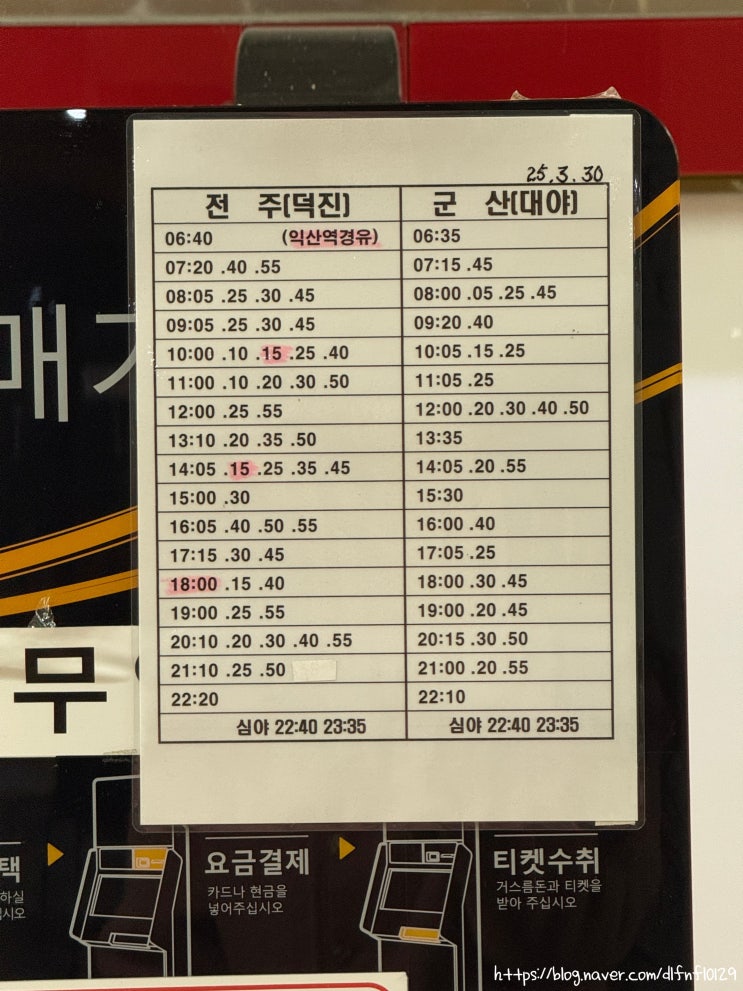 25.3.30
전 주(덕진) 군 산(대야)
06:40 (익산역경유) 06:35
07:20 .40 .55 07:15 .45
08:05 .25 .30 .45 08:00 .05 .25 .45
09:05 .25 .30 .45 09:20 .40
10:00 .10 .15 .25 .40 10:05 .15 .25
11:00 .10 .20 .30 .50 11:05 .25
12:00 .25 .55 12:00 .20 .30 .40 .50
13:10 .20 .35 .50 13:35
14:05 .15 .25 .35 .45 14:05 .20 .55
15:00 .30 15:30
16:05 .40 .50 .55 16:00 .40
17:15 .30 .45 17:05 .25
18:00 .15 .40 18:00 .30 .45
19:00 .25 .55 19:00 .20 .45
20:10 .20 .30 .40 .55 20:15 .30 .50
21:10 .25 .50 21:00 .20 .55
22:20 22:10
심야 22:40 23:35 심야 22:40 23:35
매
무
택
하실
시오
요금결제
카드나 현금을
넣어주십시오
티켓수취
거스름돈과 티켓을
받아 주십시오
https://blog.naver.com/dlfnf10129